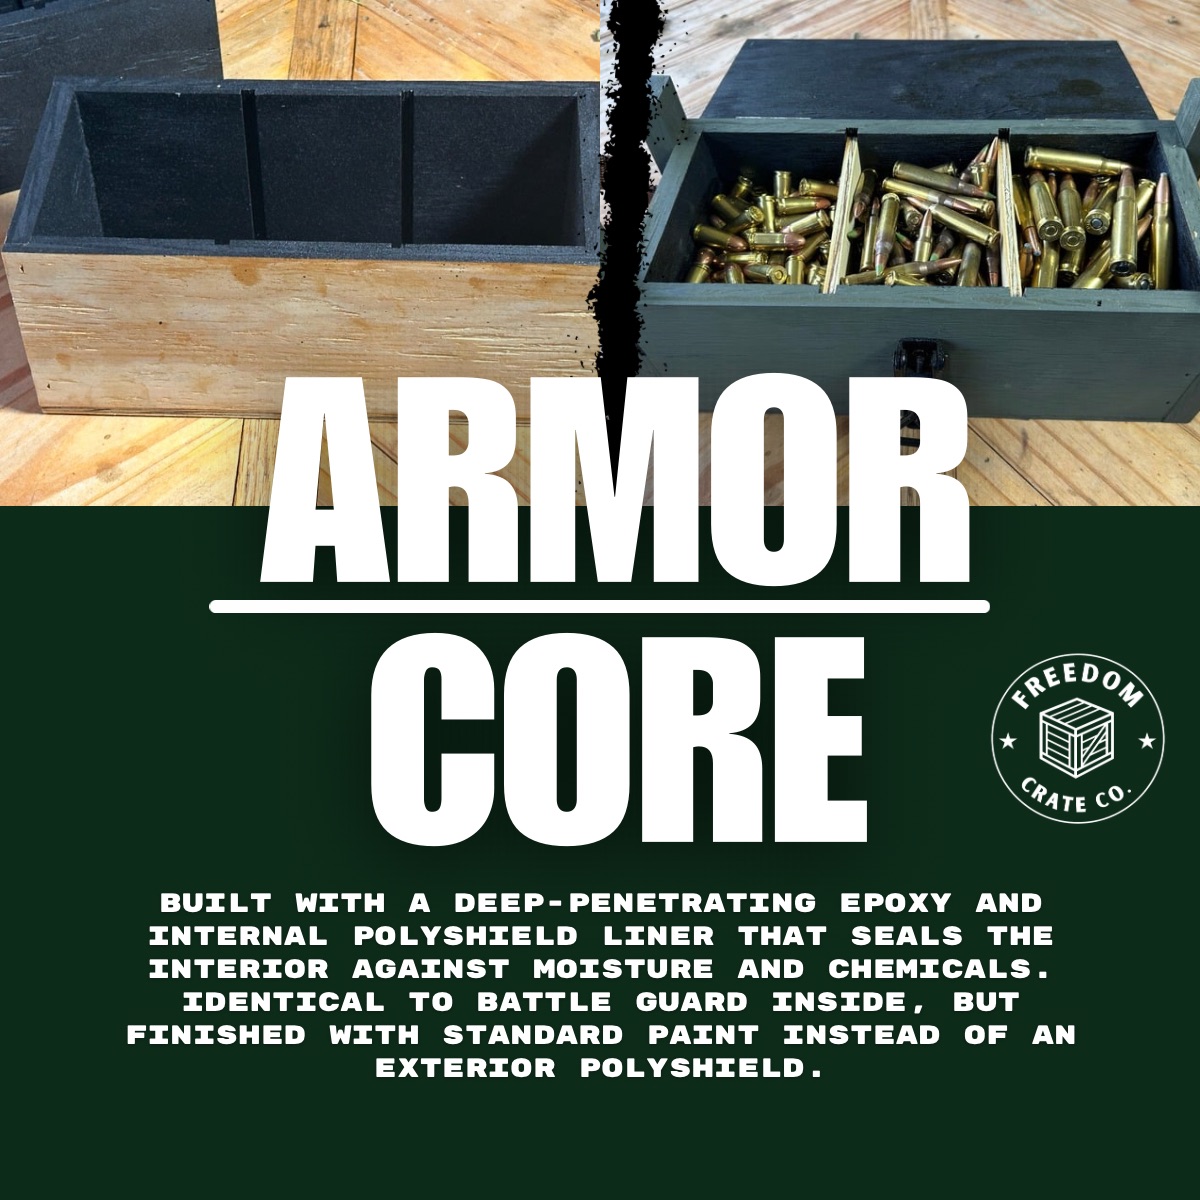 ARMOR
CORE
FREEDOM
CRATE CO.
BUILT WITH A DEEP-PENETRATING EPOXY AND
INTERNAL POLYSHIELD LINER THAT SEALS THE
INTERIOR AGAINST MOISTURE AND CHEMICALS.
IDENTICAL TO BATTLE GUARD INSIDE, BUT
FINISHED WITH STANDARD PAINT INSTEAD OF AN
EXTERIOR POLYSHIELD.